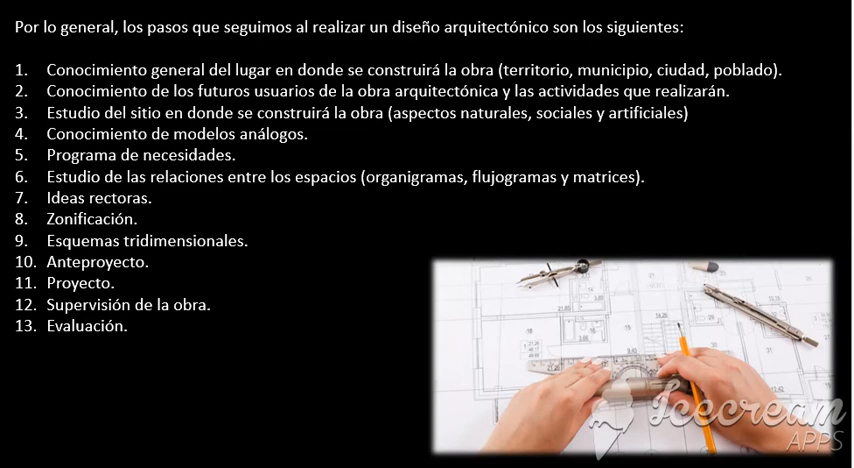 Por lo general, los pasos que seguimos al realizar un diseño arquitectónico son los siguientes:
1. Conocimiento general del lugar en donde se construirá la obra (territorio, municipio, ciudad, poblado).
2. Conocimiento de los futuros usuarios de la obra arquitectónica y las actividades que realizarán.
3. Estudio del sitio en donde se construirá la obra (aspectos naturales, sociales y artificiales)
4. Conocimiento de modelos análogos.
5. Programa de necesidades.
6. Estudio de las relaciones entre los espacios (organigramas, flujogramas y matrices).
7. Ideas rectoras.
8. Zonificación.
9. Esquemas tridimensionales.
10. Anteproyecto.
11. Proyecto.
12. Supervisión de la obra.
13. Evaluación.
Icecream
APPS